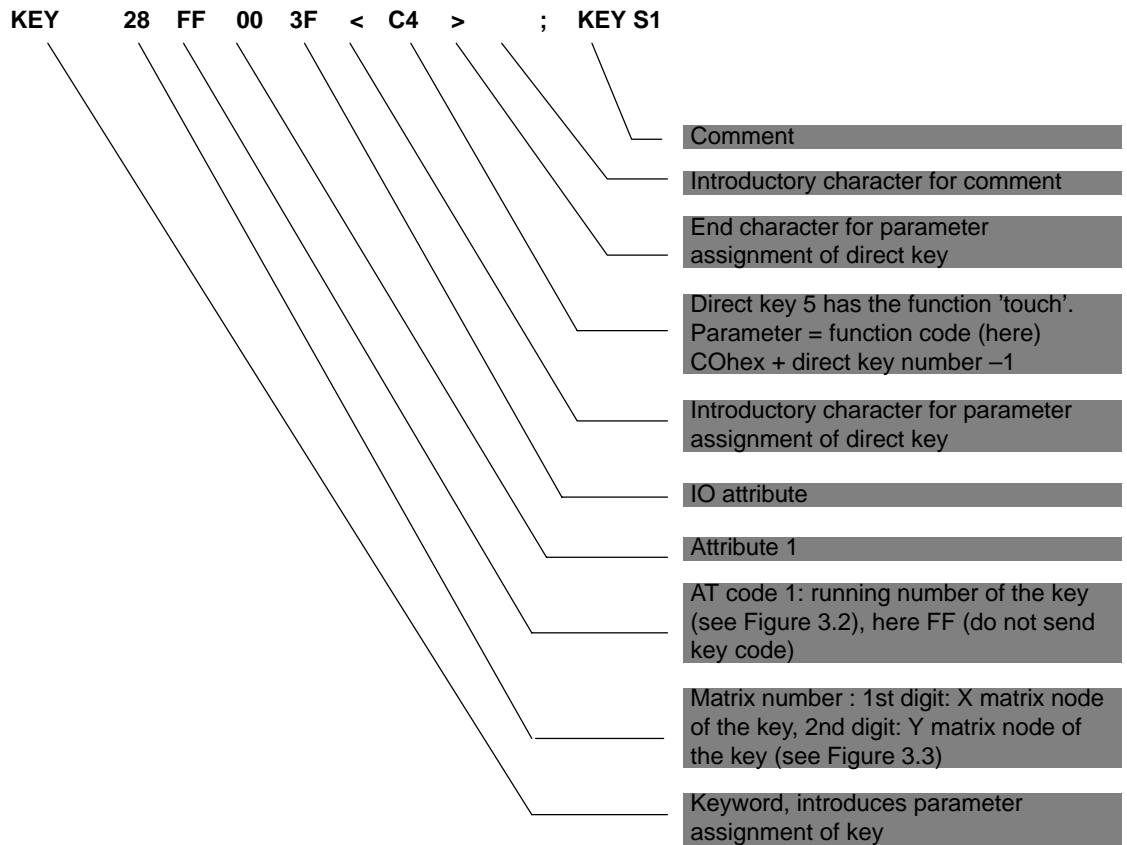 KEY 28 FF 00 3F < C4 > ; KEY S1
Comment
Introductory character for comment
End character for parameter
assignment of direct key
Direct key 5 has the function ’touch’.
Parameter = function code (here)
COhex + direct key number –1
Introductory character for parameter
assignment of direct key
IO attribute
Attribute 1
AT code 1: running number of the key
(see Figure 3.2), here FF (do not send
key code)
Matrix number : 1st digit: X matrix node
of the key, 2nd digit: Y matrix node of
the key (see Figure 3.3)
Keyword, introduces parameter
assignment of key